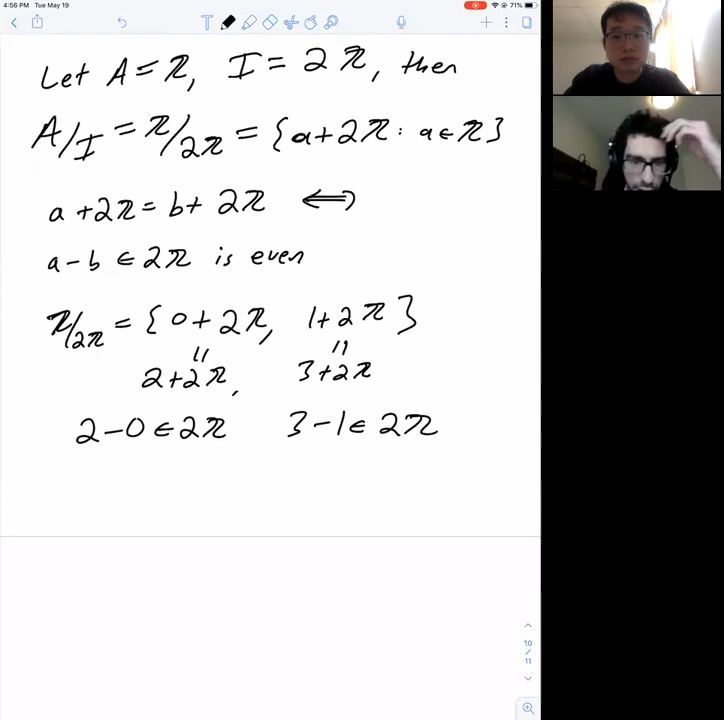 4:56 PM Tue May 19
71%
Let A = ℤ, I = 2ℤ, then
A/I = ℤ/2ℤ = {a+2ℤ : a∈ℤ}
a+2ℤ = b+2ℤ ⟺
a-b ∈ 2ℤ is even
ℤ/2ℤ = {0+2ℤ, 1+2ℤ}
" "
2+2ℤ, 3+2ℤ
2-0∈2ℤ 3-1∈2ℤ
10
/
11